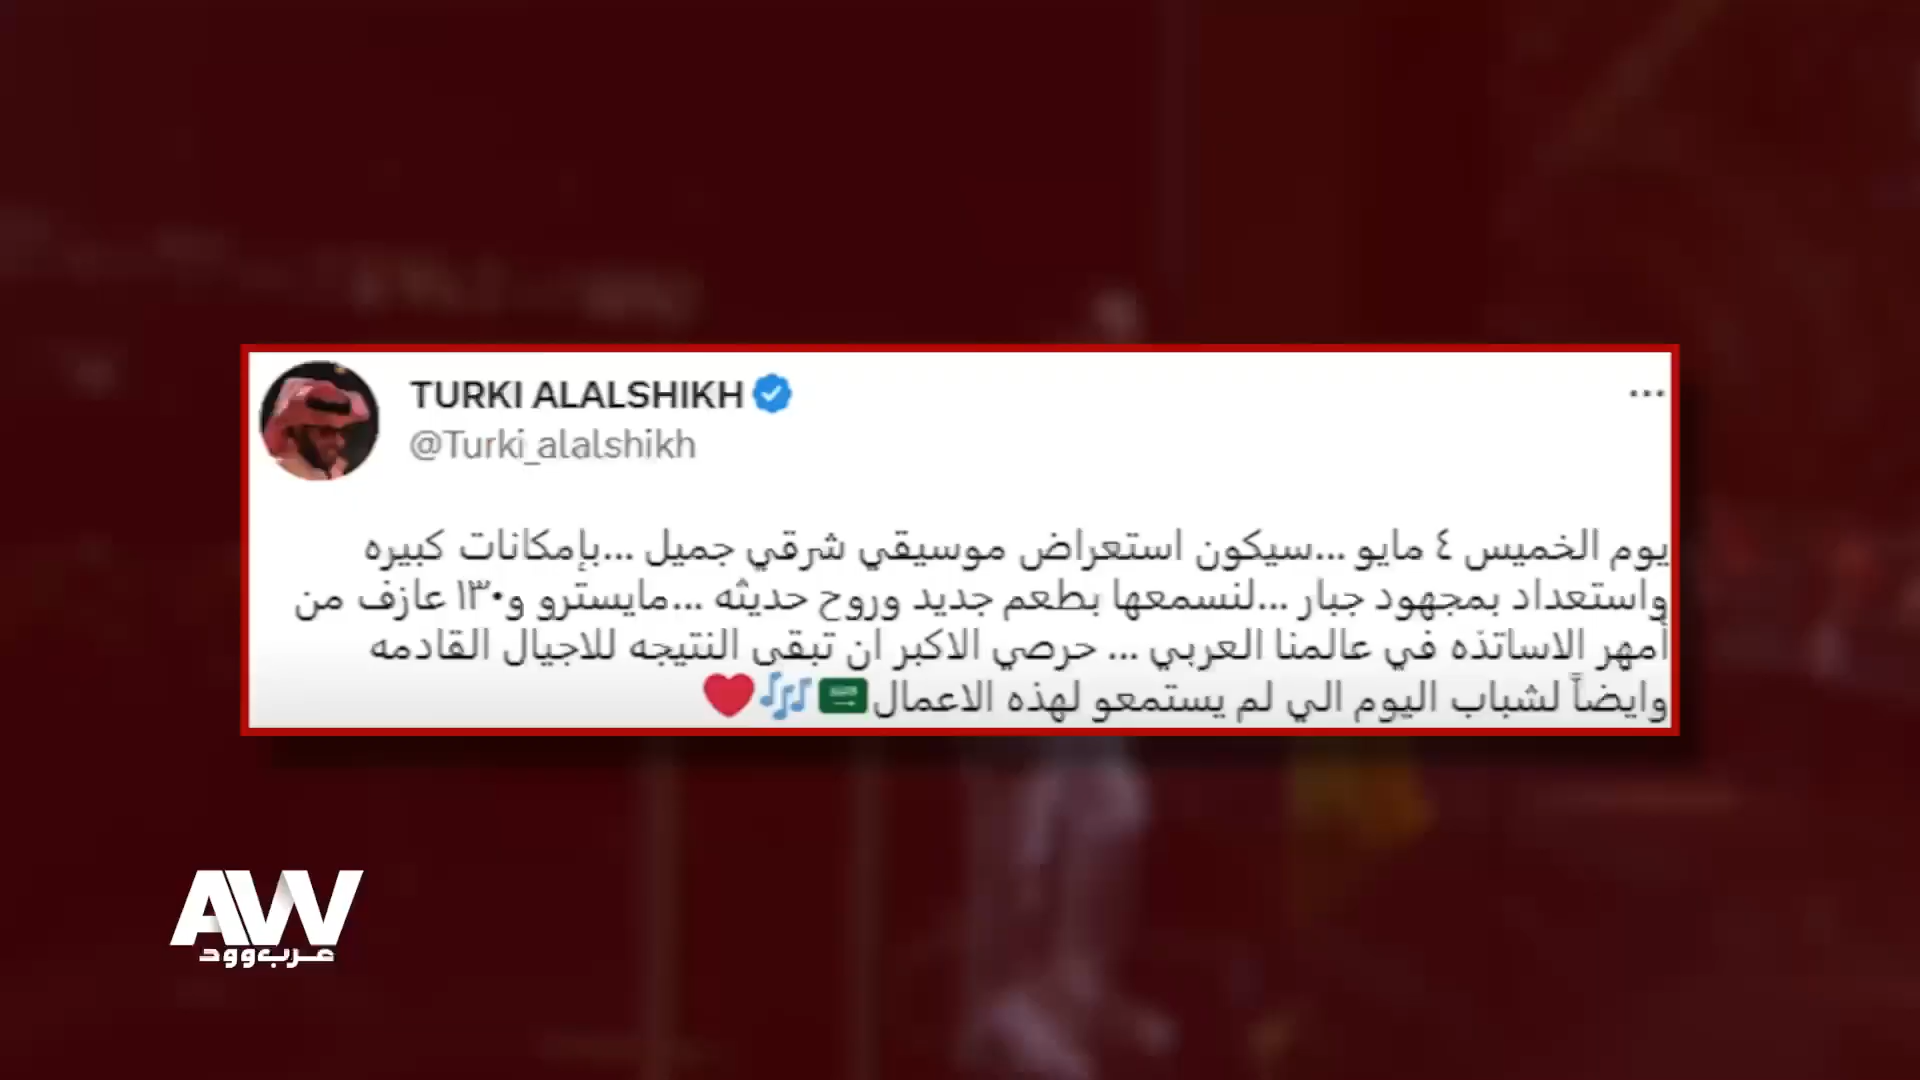 TURKI ALALSHIKH
@Turki_alalshikh
يوم الخميس ٤ مايو ...سيكون استعراض موسيقي شرقي جميل ...بإمكانات كبيره
واستعداد بمجهود جبار ...لنسمعها بطعم جديد وروح حديثه ...مايسترو و١٣٠ عازف من
أمهر الاساتذه في عالمنا العربي ... حرصي الاكبر ان تبقى النتيجه للاجيال القادمه
وايضاً لشباب اليوم الي لم يستمعو لهذه الاعمال🇸🇦🎶❤️
AW
عرب وود